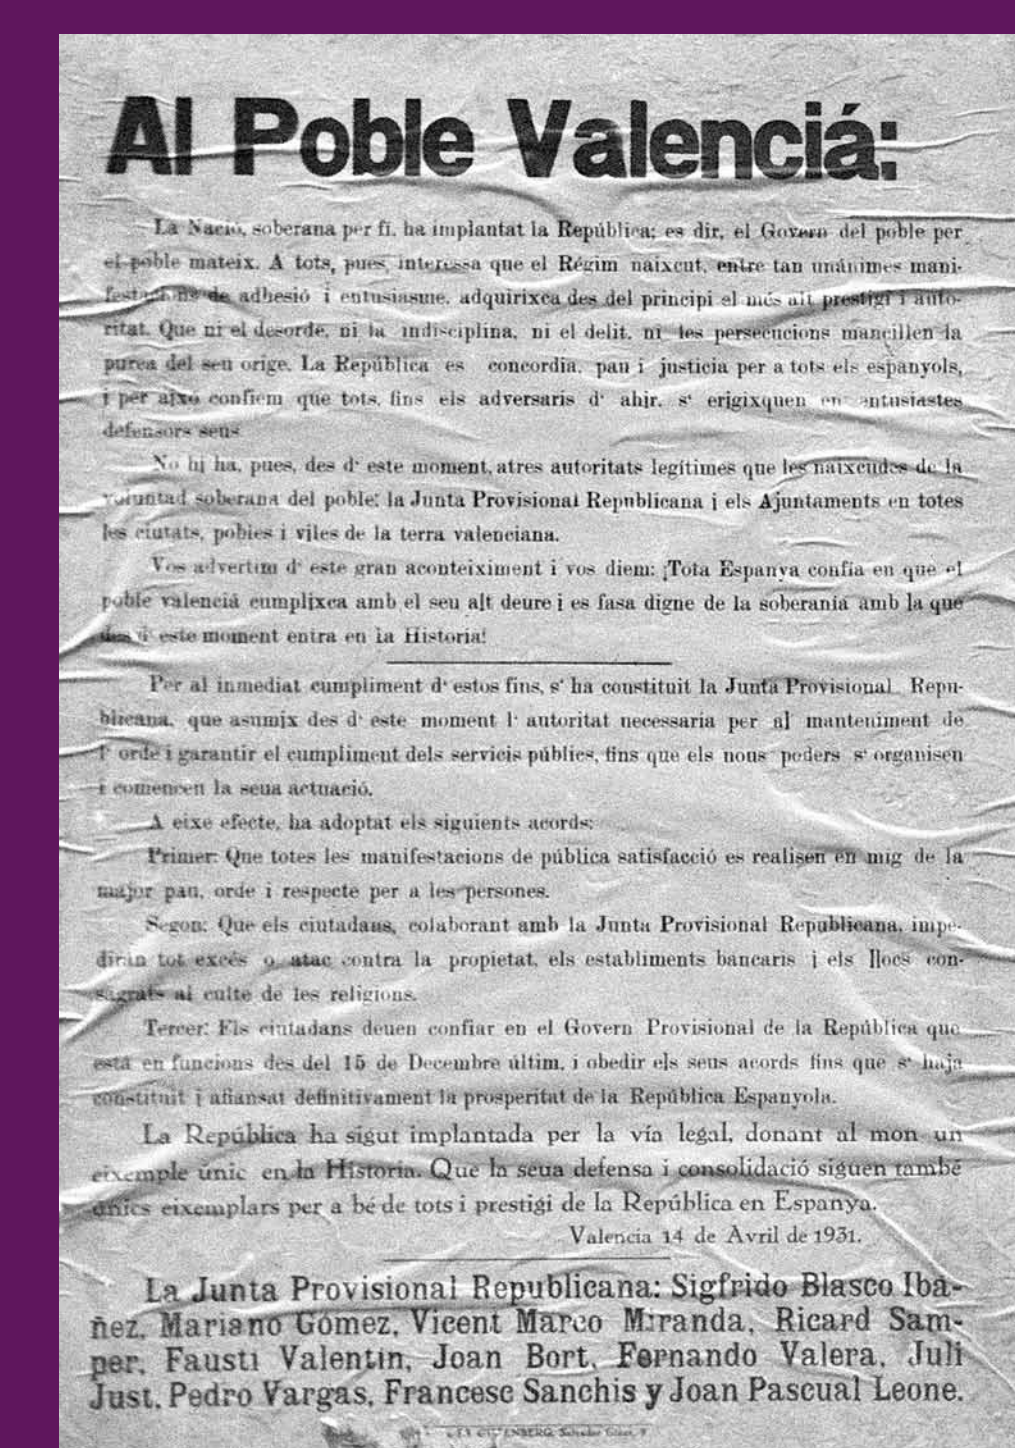 Al Poble Valenciá:
La Nació, soberana per fí, ha implantat la República; es dir, el Govern del poble per
el poble mateix. A tots, pues, interessa que el Régim naixcut, entre tan unánimes mani-
festacions de adhesió i entusiasme, adquirixca des del principi el més alt prestigi i auto-
ritat. Que ni el desorde, ni la indisciplina, ni el delit, ni les persecucions mancillen la
purea del seu orige. La República es concordia, pau i justicia per a tots els espanyols,
i per aixó confiem que tots, fins els adversaris d' ahir, s' erigixquen en entusiastes
defensors seus
No hi ha, pues, des d' este moment, atres autoritats legítimes que les naixcudes de la
voluntad soberana del poble: la Junta Provisional Republicana i els Ajuntaments en totes
les ciutats, pobles i viles de la terra valenciana.
Vos advertim d' este gran aconteiximent i vos diem: ¡Tota Espanya confía en que el
poble valenciá cumplixca amb el seu alt deure i es fasa digne de la soberanía amb la que
des d' este moment entra en la Historia!
Per al inmediat cumpliment d' estos fins, s' ha constituit la Junta Provisional Repu-
blicana, que asumix des d' este moment l' autoritat necessaria per al manteniment de
l' orde i garantir el cumpliment dels servicis públics, fins que els nous poders s' organisen
i comencen la seua actuació.
A eixe efecte, ha adoptat els siguients acords:
Primer: Que totes les manifestacions de pública satisfacció es realisen en mig de la
major pau, orde i respecte per a les persones.
Segon: Que els ciutadans, colaborant amb la Junta Provisional Republicana, impe-
dirán tot excés o atac contra la propietat, els establiments bancaris i els llocs con-
sagrats al culte de les religions.
Tercer: Els ciutadans deuen confiar en el Govern Provisional de la República que
está en funcions des del 15 de Decembre últim, i obedir els seus acords fins que s' haja
constituit i afiansat definitivament la prosperitat de la República Espanyola.
La República ha sigut implantada per la vía legal, donant al mon un
eixemple únic en la Historia. Que la seua defensa i consolidació siguen també
únics eixemplars per a bé de tots i prestigi de la República en Espanya.
Valencia 14 de Avril de 1931.
La Junta Provisional Republicana: Sigfrido Blasco Ibá-
ñez, Mariano Gómez, Vicent Marco Miranda, Ricard Sam-
per, Faustí Valentin, Joan Bort, Fernando Valera, Juli
Just, Pedro Vargas, Francesc Sanchis y Joan Pascual Leone.
GUTENBERG